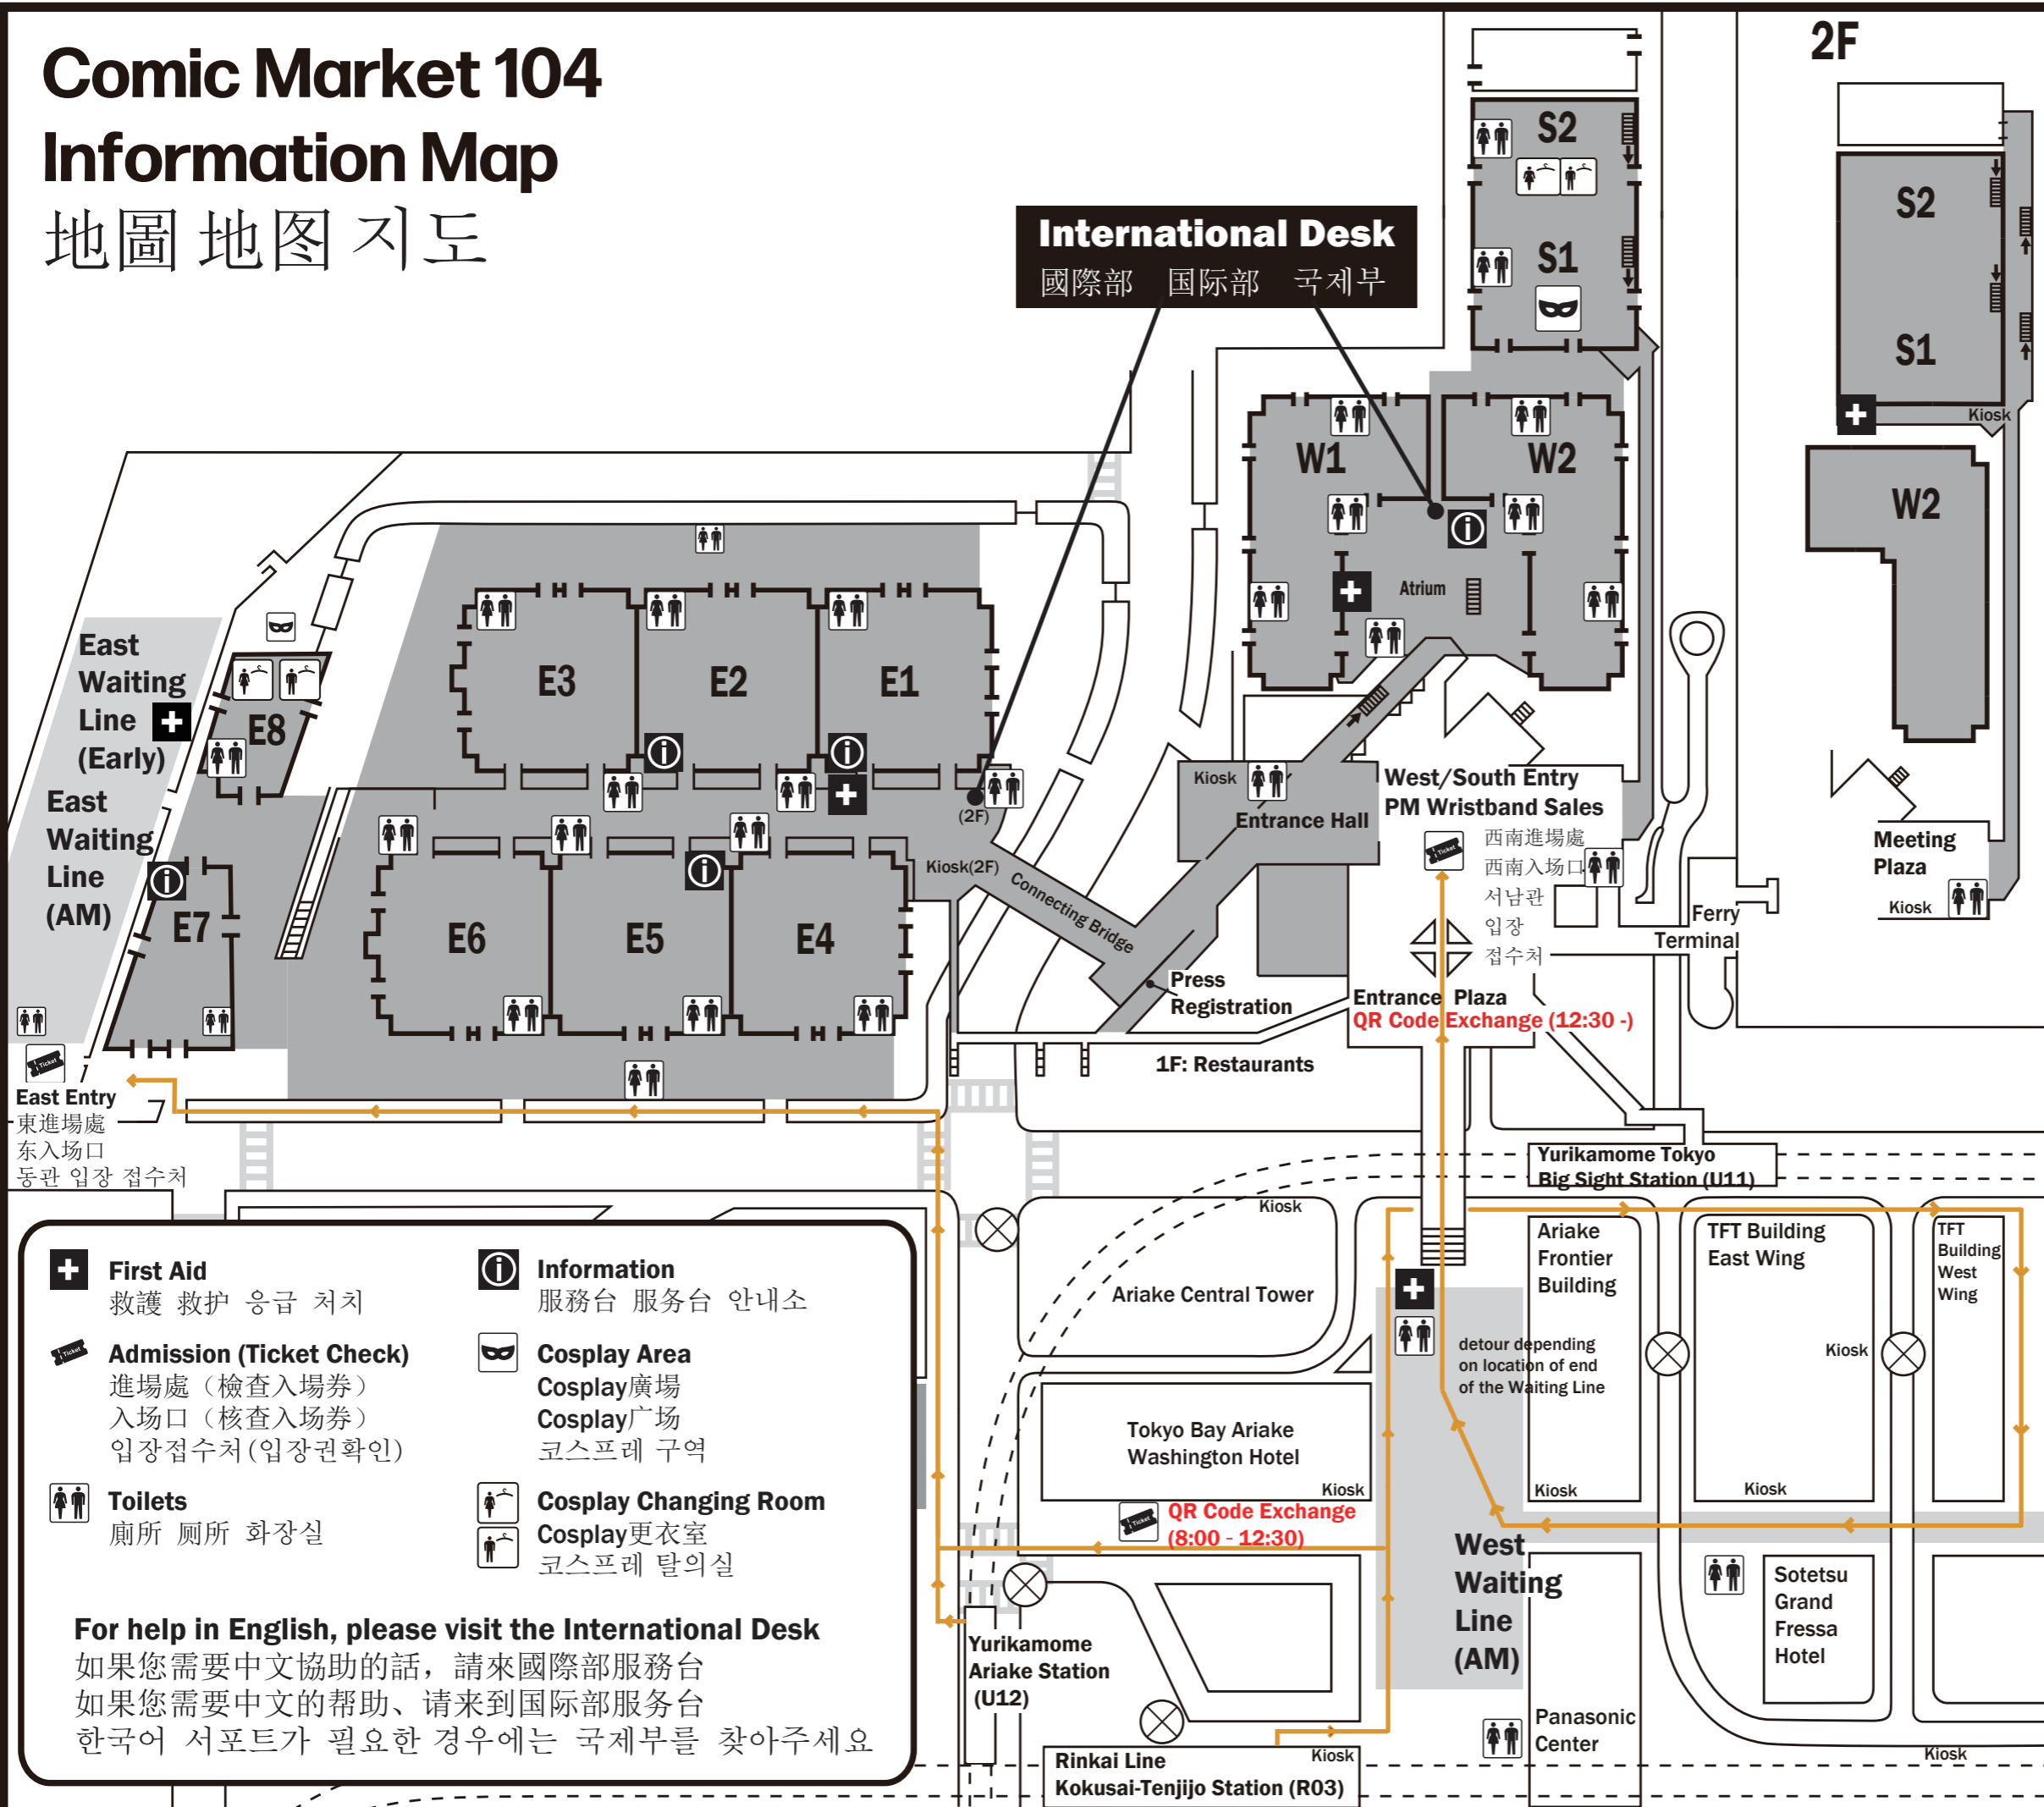 Comic Market 104
Information Map
地圖 地图 지도
International Desk
國際部 国际部 국제부
2F
S2
S1
S2
S1
Kiosk
W1
W2
W2
Atrium
E3
E2
E1
E8
E7
E6
E5
E4
East
Waiting
Line
(Early)
East
Waiting
Line
(AM)
(2F)
Kiosk(2F)
Connecting Bridge
Kiosk
Entrance Hall
West/South Entry
PM Wristband Sales
Ticket
西南進場處
西南入场口
서남관
입장
접수처
Meeting
Plaza
Kiosk
Ferry
Terminal
Press
Registration
Entrance Plaza
QR Code Exchange (12:30 -)
1F: Restaurants
Ticket
East Entry
東進場處
东入场口
동관 입장 접수처
Yurikamome Tokyo
Big Sight Station (U11)
Kiosk
Ariake Central Tower
Ariake
Frontier
Building
Kiosk
TFT Building
East Wing
Kiosk
Kiosk
TFT
Building
West
Wing
detour depending
on location of end
of the Waiting Line
Tokyo Bay Ariake
Washington Hotel
Kiosk
Ticket
QR Code Exchange
(8:00 - 12:30)
West
Waiting
Line
(AM)
Sotetsu
Grand
Fressa
Hotel
Yurikamome
Ariake Station
(U12)
Panasonic
Center
Kiosk
Rinkai Line
Kokusai-Tenjijo Station (R03)
Kiosk
First Aid
救護 救护 응급 처치
Ticket
Admission (Ticket Check)
進場處（檢查入場券）
入场口（核查入场券）
입장접수처(입장권확인)
Toilets
廁所 厕所 화장실
Information
服務台 服务台 안내소
Cosplay Area
Cosplay廣場
Cosplay广场
코스프레 구역
Cosplay Changing Room
Cosplay更衣室
코스프레 탈의실
For help in English, please visit the International Desk
如果您需要中文協助的話，請來國際部服務台
如果您需要中文的帮助、请来到国际部服务台
한국어 서포트가 필요한 경우에는 국제부를 찾아주세요